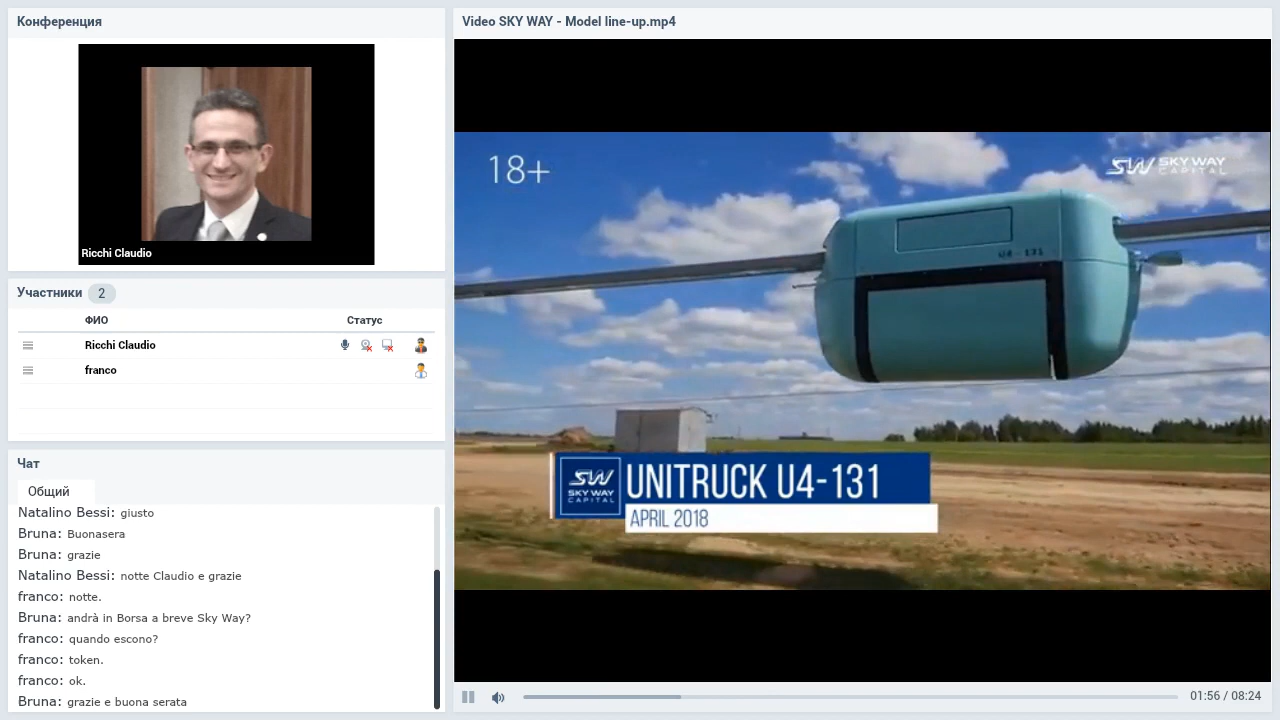 Конференция
Ricchi Claudio
Участники 2
ФИО Статус
Ricchi Claudio
franco
Чат
Общий
Natalino Bessi: giusto
Bruna: Buonasera
Bruna: grazie
Natalino Bessi: notte Claudio e grazie
franco: notte.
Bruna: andrà in Borsa a breve Sky Way?
franco: quando escono?
franco: token.
franco: ok.
Bruna: grazie e buona serata
Video SKY WAY - Model line-up.mp4
18+
SW SKY WAY
CAPITAL
U4-131
SW
SKY WAY
CAPITAL
UNITRUCK U4-131
APRIL 2018
01:56 / 08:24